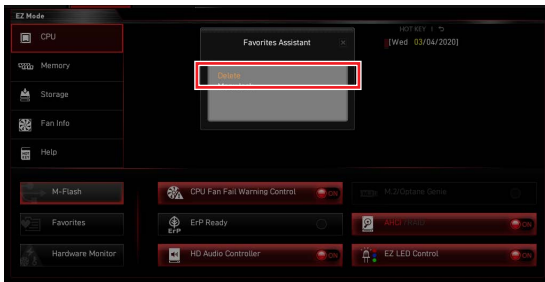 EZ Mode
HOT KEY |
CPU
Favorites Assistant
[Wed 03/04/2020]
Memory
Delete
Storage
Fan Info
Help
M-Flash
CPU Fan Fail Warning Control
ON
M.2/Optane Genie
Favorites
ErP
ErP Ready
AHCI / RAID
ON
Hardware Monitor
HD Audio Controller
ON
EZ LED Control
ON